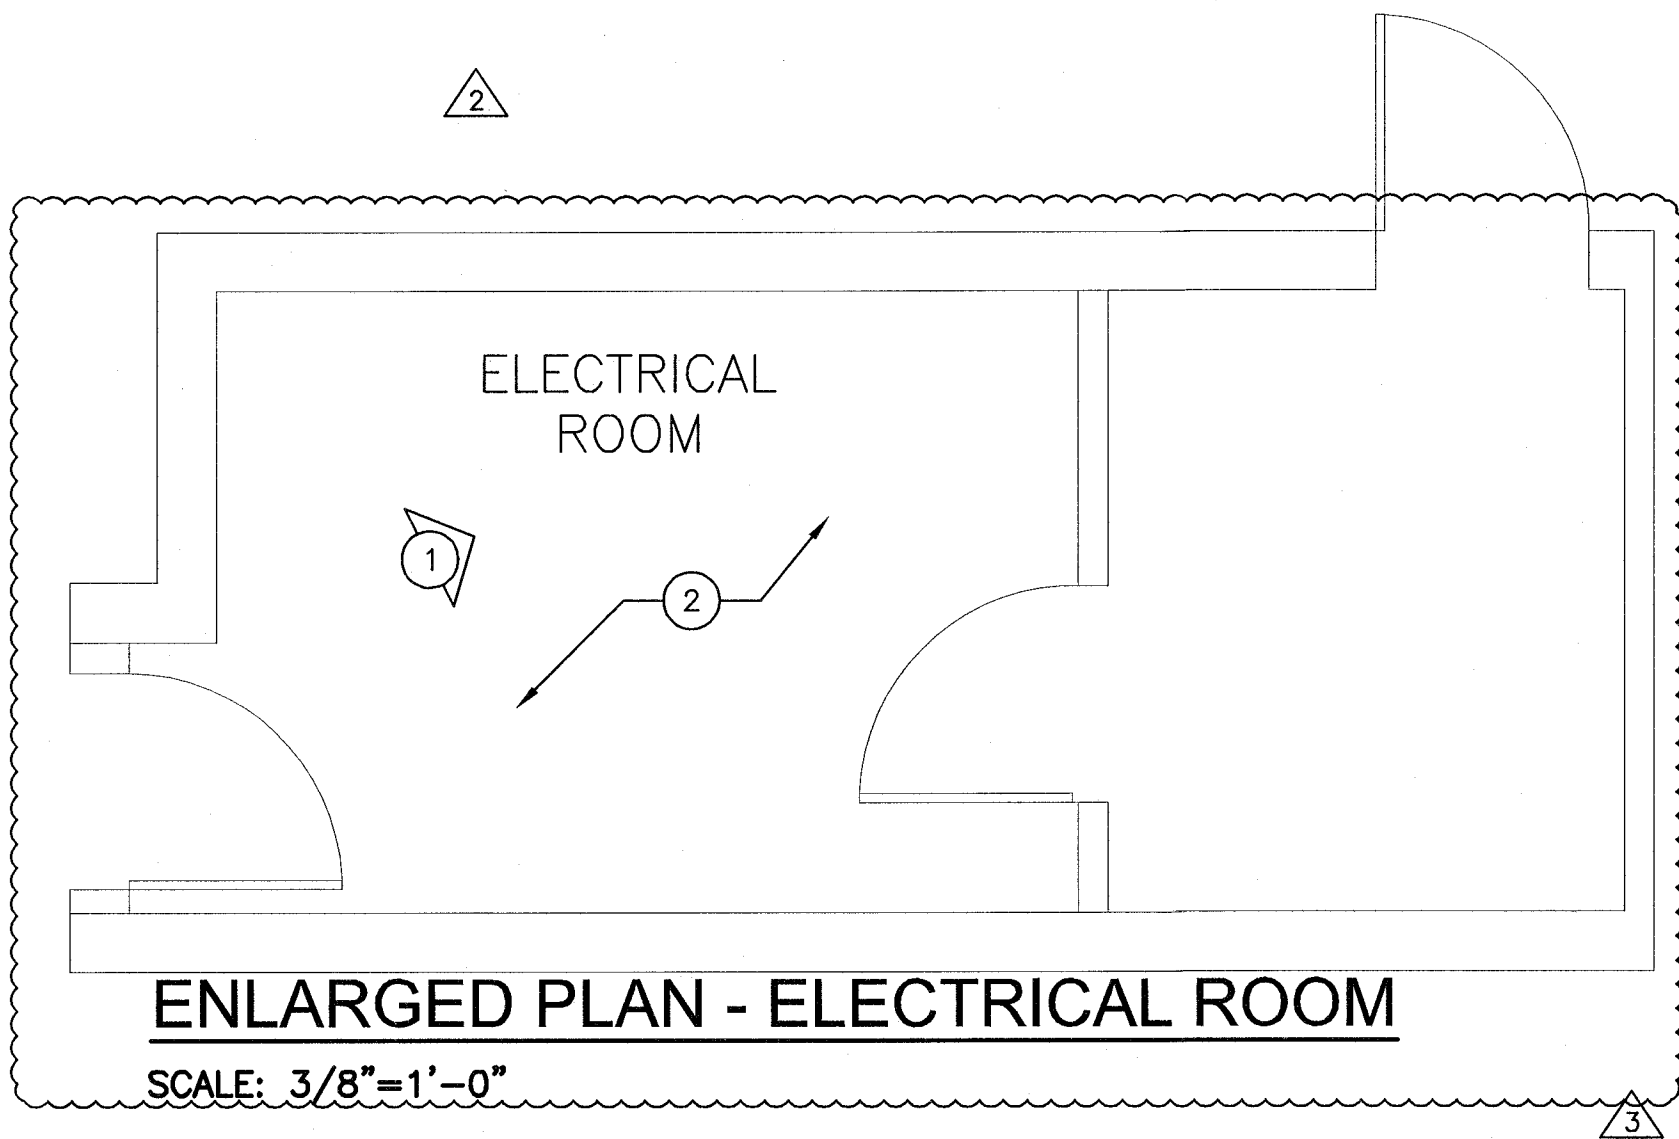 2
ELECTRICAL
ROOM
1
2
ENLARGED PLAN - ELECTRICAL ROOM
SCALE: 3/8"=1'-0"
3